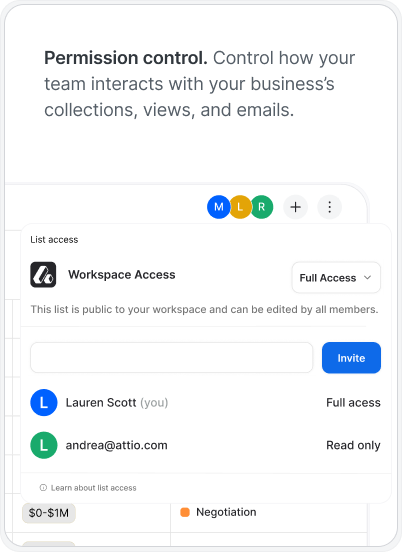 Permission control. Control how your
team interacts with your business’s
collections, views, and emails.
M L R
List access
Workspace Access
Full Access
This list is public to your workspace and can be edited by all members.
Invite
L Lauren Scott (you) Full acess
L andrea@attio.com Read only
Learn about list access
$0-$1M Negotiation